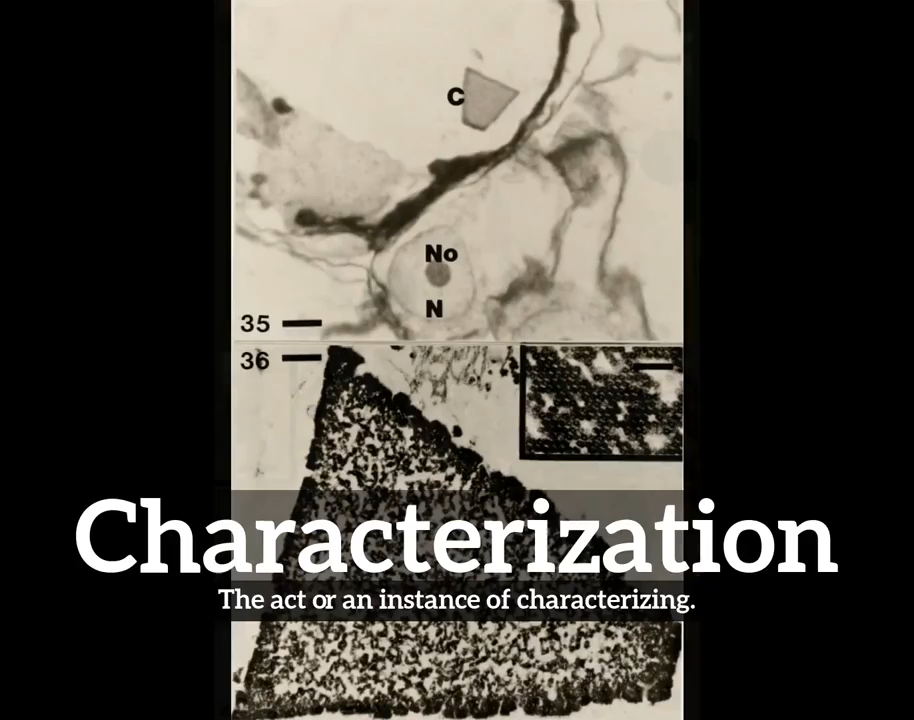 C
No
N
35
36
Characterization
The act or an instance of characterizing.